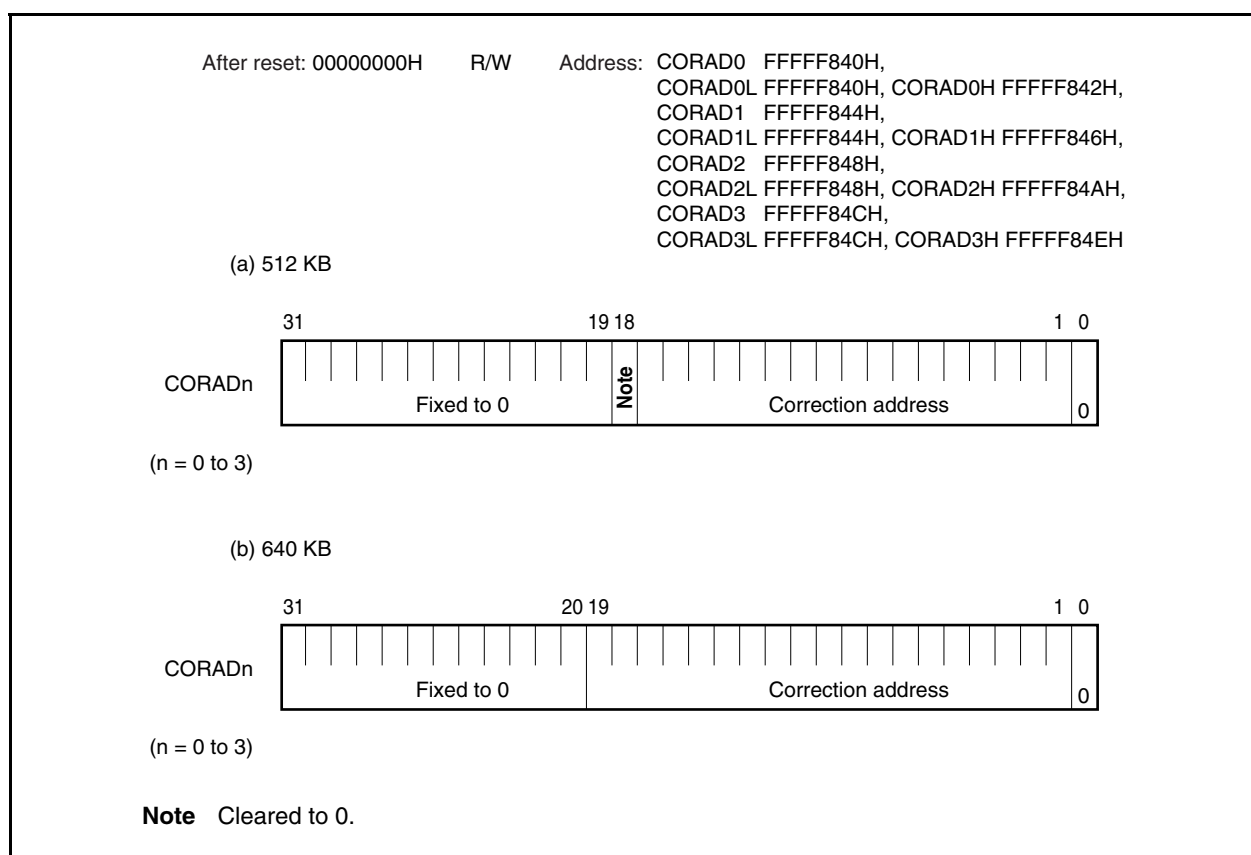 After reset: 00000000H R/W Address: CORAD0 FFFFF840H,
CORAD0L FFFFF840H, CORAD0H FFFFF842H,
CORAD1 FFFFF844H,
CORAD1L FFFFF844H, CORAD1H FFFFF846H,
CORAD2 FFFFF848H,
CORAD2L FFFFF848H, CORAD2H FFFFF84AH,
CORAD3 FFFFF84CH,
CORAD3L FFFFF84CH, CORAD3H FFFFF84EH
(a) 512 KB
31 19 18 1 0
CORADn Fixed to 0 Note Correction address 0
(n = 0 to 3)
(b) 640 KB
31 20 19 1 0
CORADn Fixed to 0 Correction address 0
(n = 0 to 3)
Note Cleared to 0.